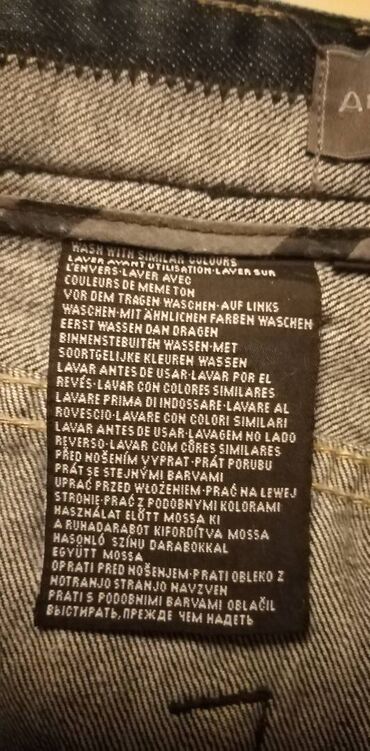 A
WASH WITH SIMILAR COLOURS
LAVER AVANT UTILISATION·LAVER SUR
L'ENVERS·LAVER AVEC
COULEURS DE MEME TON
VOR DEM TRAGEN WASCHEN·AUF LINKS
WASCHEN·MIT ÄHNLICHEN FARBEN WASCHEN
EERST WASSEN DAN DRAGEN
BINNENSTEBUITEN WASSEN·MET
SOORTGELIJKE KLEUREN WASSEN
LAVAR ANTES DE USAR·LAVAR POR EL
REVÉS·LAVAR CON COLORES SIMILARES
LAVARE PRIMA DI INDOSSARE·LAVARE AL
ROVESCIO·LAVARE CON COLORI SIMILARI
LAVAR ANTES DE USAR·LAVAGEM NO LADO
REVERSO·LAVAR COM CÔRES SIMILARES
PŘED NOŠENÍM VYPRAT·PRÁT PORUBU
PRÁT SE STEJNÝMI BARVAMI
UPRAĆ PRZED WŁOŻENIEM·PRAĆ NA LEWEJ
STRONIE·PRAĆ Z PODOBNYMI KOLORAMI
HASZNÁLAT ELŐTT MOSSA KI
A RUHADARABOT KIFORDÍTVA MOSSA
HASONLÓ SZÍNU DARABOKKAL
EGYÜTT MOSSA
OPRATI PRED NOŠENJEM·PRATI OBLEKO Z
NOTRANJO STRANJO NAVZVEN
PRATI S PODOBNIMI BARVAMI OBLAČIL
ВЫСТИРАТЬ, ПРЕЖДЕ ЧЕМ НАДЕТЬ